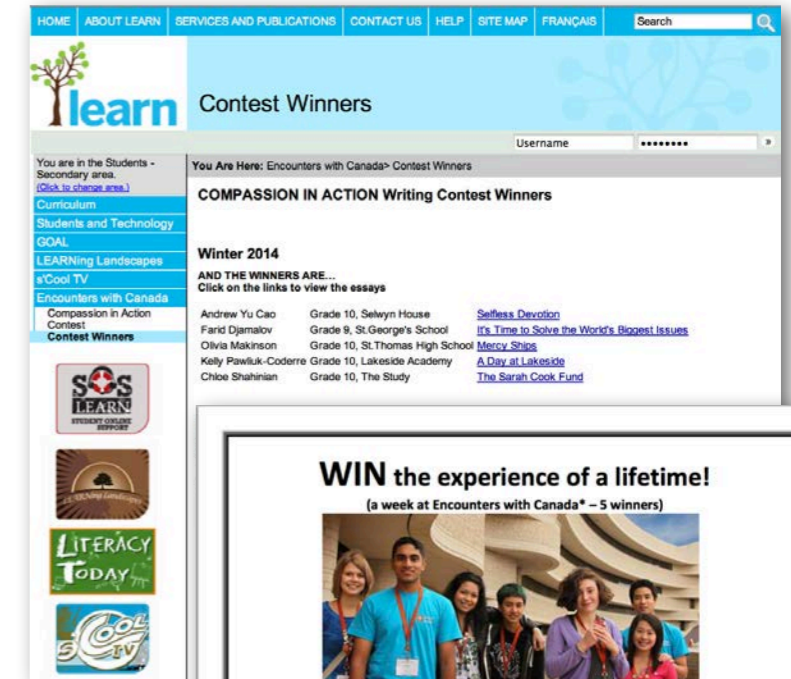 HOME ABOUT LEARN SERVICES AND PUBLICATIONS CONTACT US HELP SITE MAP FRANÇAIS Search
learn
Contest Winners
Username
You are in the Students -
Secondary area.
(Click to change area.)
Curriculum
Students and Technology
GOAL
LEARNing Landscapes
s'Cool TV
Encounters with Canada
Compassion in Action
Contest
Contest Winners
SOS
LEARN
STUDENT ONLINE
SUPPORT
LEARNing Landscapes
LITERACY
TODAY
S'COOL
TV
You Are Here: Encounters with Canada> Contest Winners
COMPASSION IN ACTION Writing Contest Winners
Winter 2014
AND THE WINNERS ARE...
Click on the links to view the essays
Andrew Yu Cao Grade 10, Selwyn House Selfless Devotion
Farid Djamalov Grade 9, St.George's School It's Time to Solve the World's Biggest Issues
Olivia Makinson Grade 10, St.Thomas High School Mercy Ships
Kelly Pawliuk-Coderre Grade 10, Lakeside Academy A Day at Lakeside
Chloe Shahinian Grade 10, The Study The Sarah Cook Fund
WIN the experience of a lifetime!
(a week at Encounters with Canada* – 5 winners)